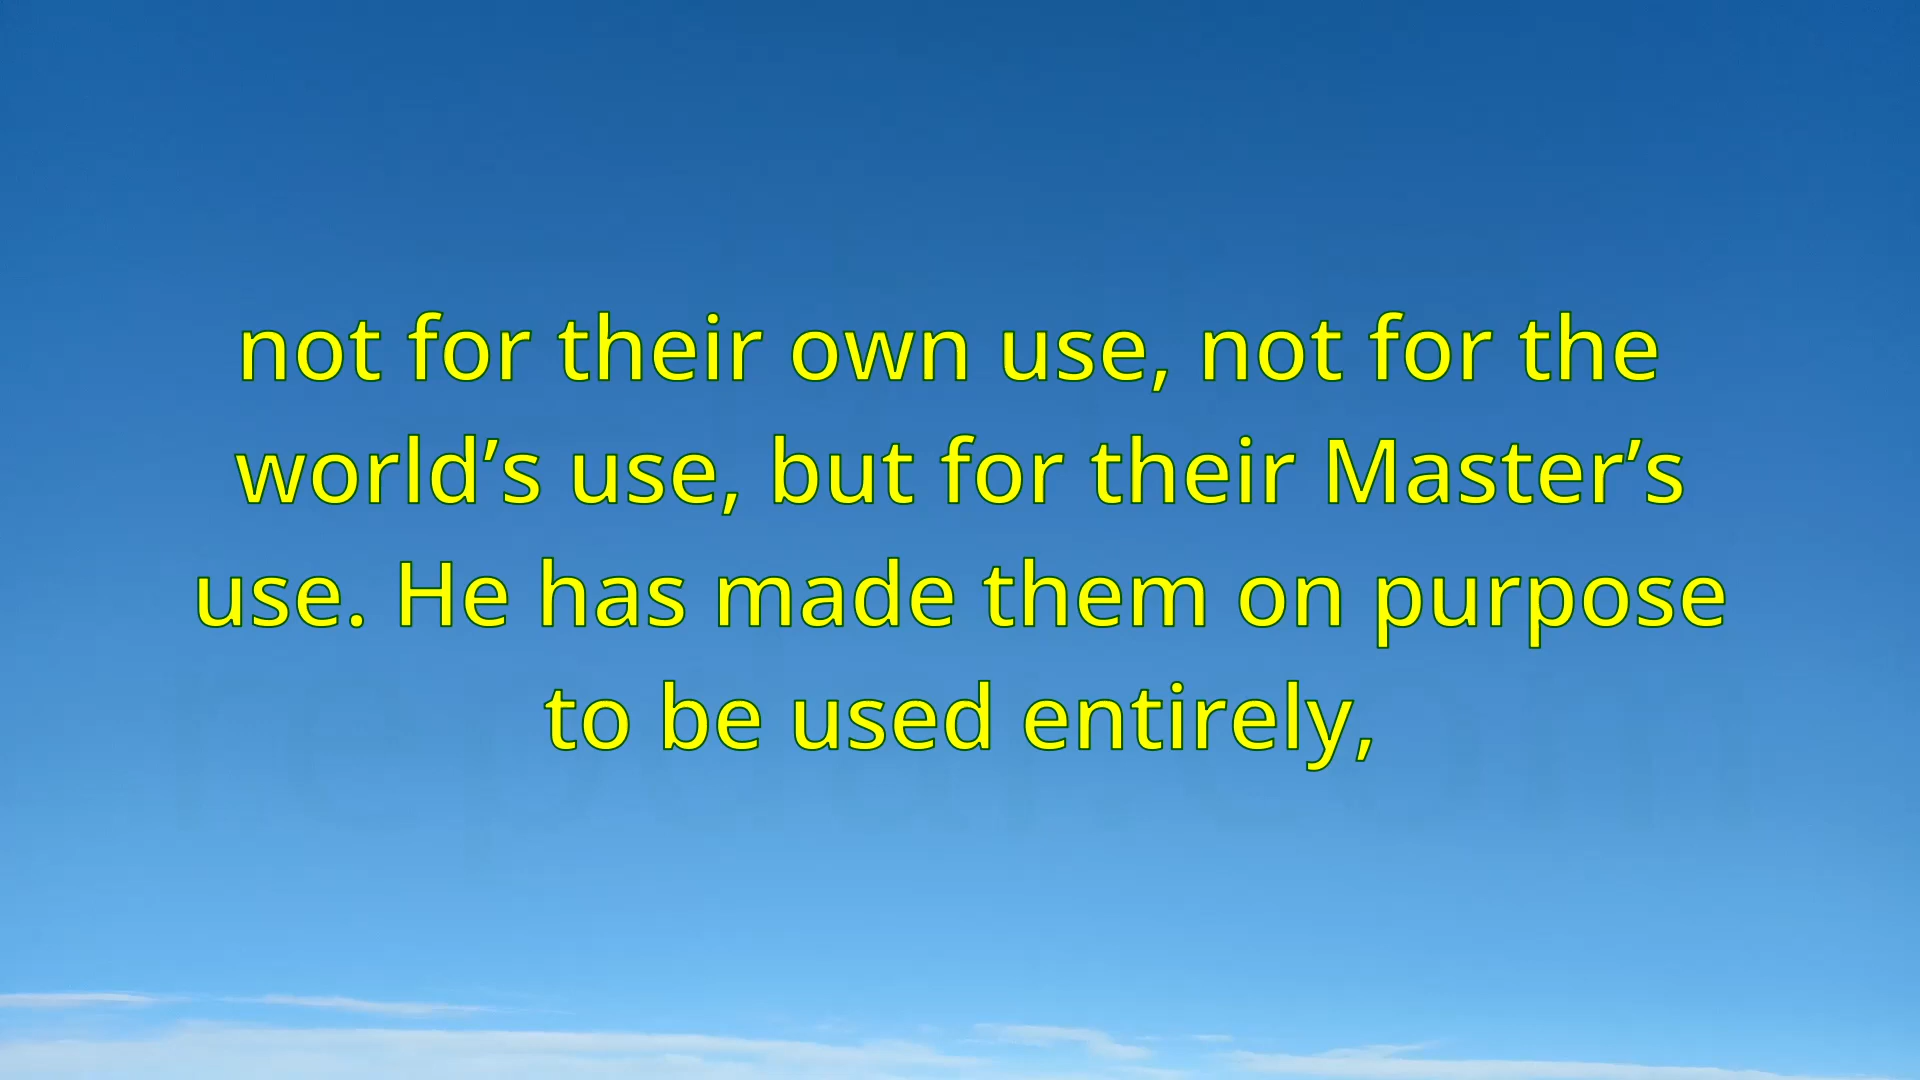 not for their own use, not for the
world’s use, but for their Master’s
use. He has made them on purpose
to be used entirely,